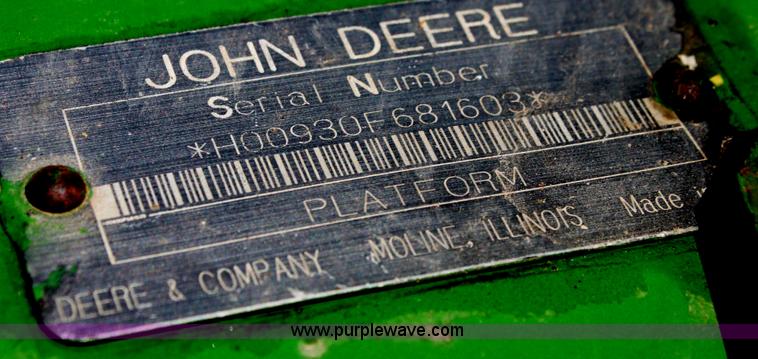 JOHN DEERE
Serial Number
*H00930F681603*
PLATFORM
DEERE & COMPANY MOLINE, ILLINOIS Made
www.purplewave.com